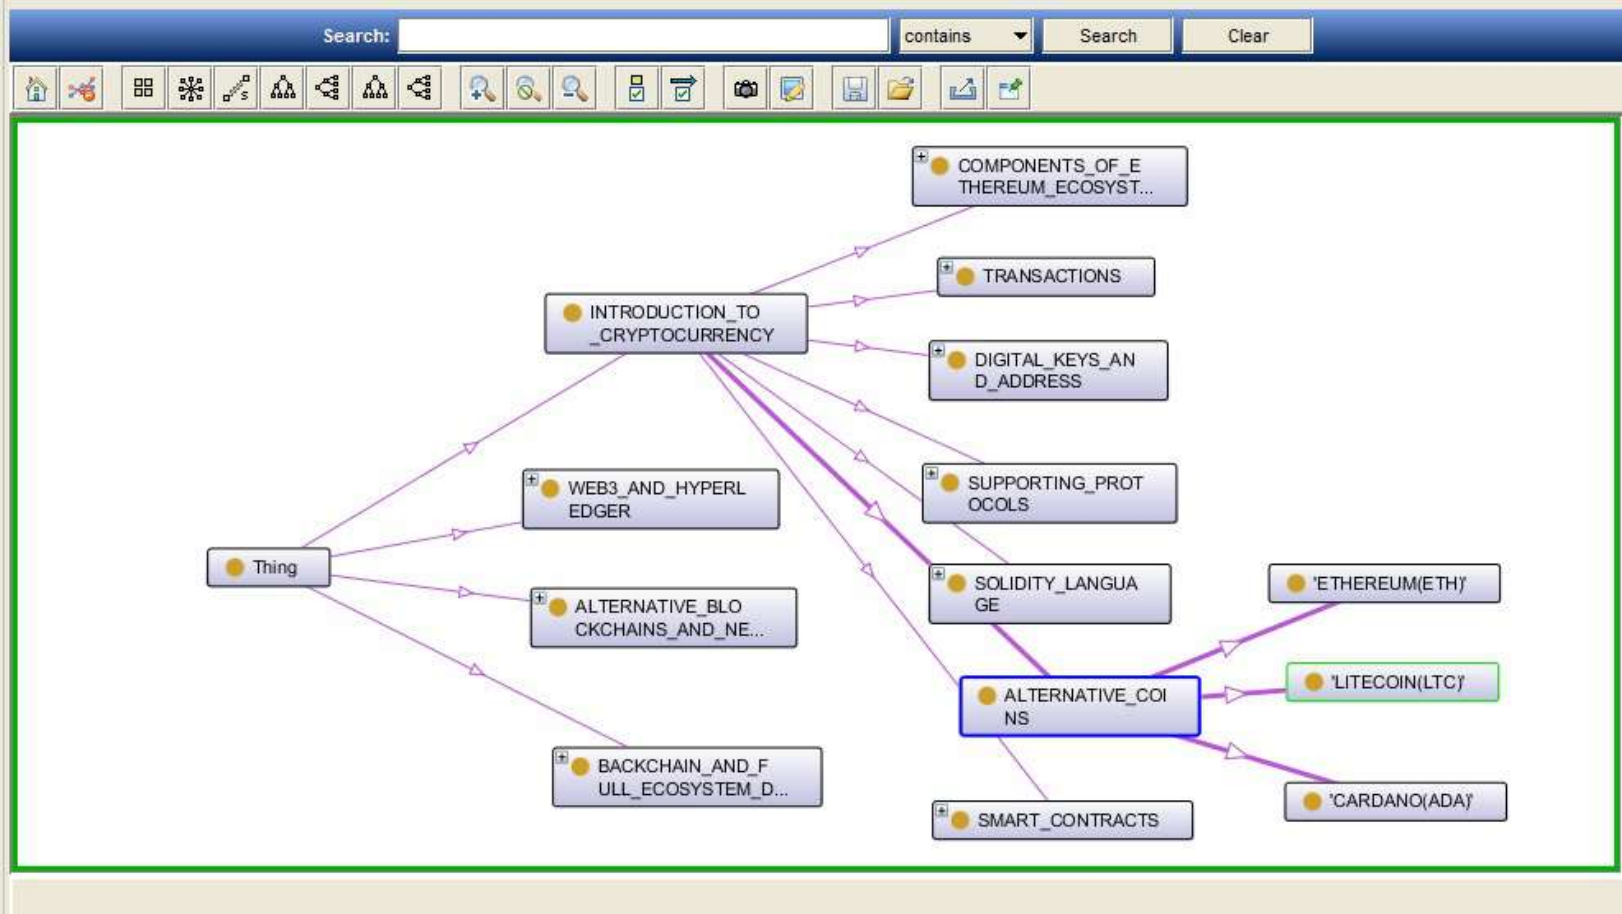 Search:
contains
Search
Clear
COMPONENTS_OF_E
THEREUM_ECOSYST...
TRANSACTIONS
INTRODUCTION_TO
_CRYPTOCURRENCY
DIGITAL_KEYS_AN
D_ADDRESS
SUPPORTING_PROT
OCOLS
WEB3_AND_HYPERL
EDGER
Thing
SOLIDITY_LANGUA
GE
'ETHEREUM(ETH)'
ALTERNATIVE_BLO
CKCHAINS_AND_NE...
'LITECOIN(LTC)'
ALTERNATIVE_COI
NS
BACKCHAIN_AND_F
ULL_ECOSYSTEM_D...
'CARDANO(ADA)'
SMART_CONTRACTS